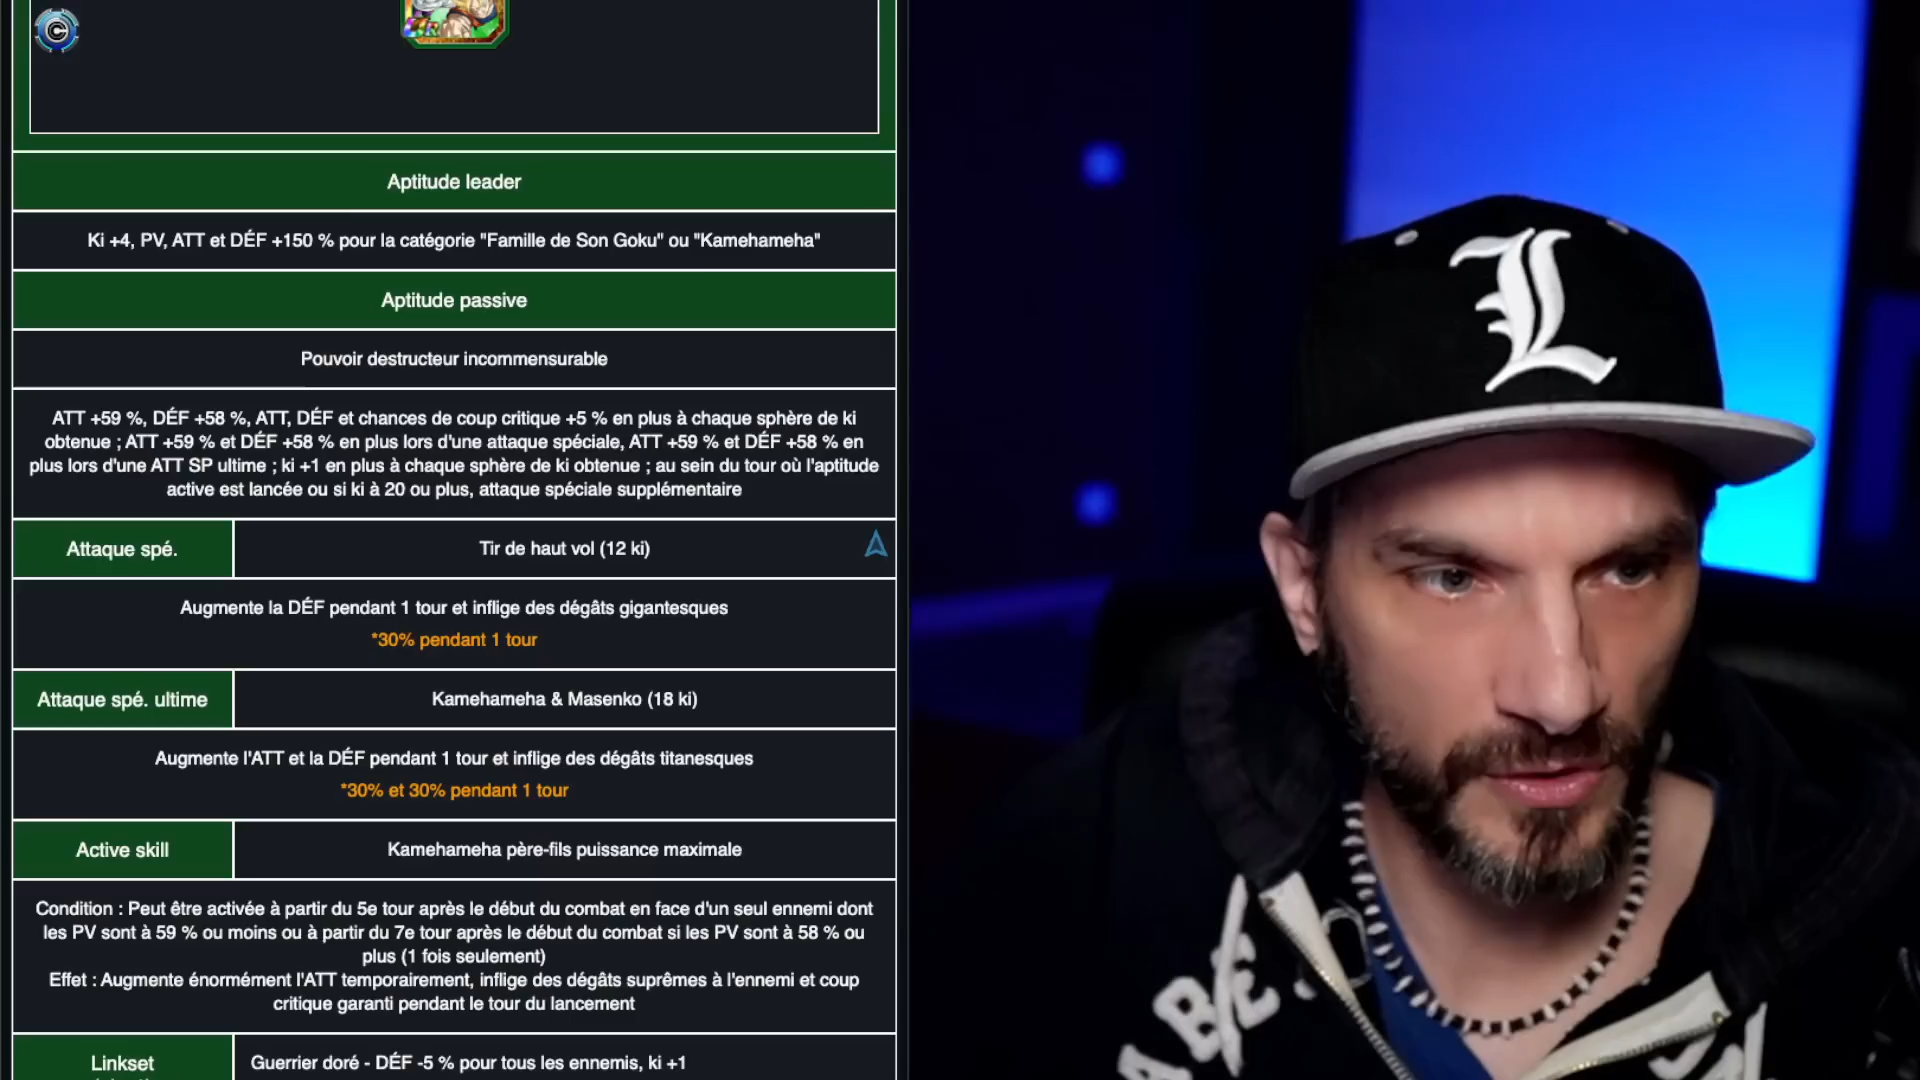 Aptitude leader
Ki +4, PV, ATT et DÉF +150 % pour la catégorie "Famille de Son Goku" ou "Kamehameha"
Aptitude passive
Pouvoir destructeur incommensurable
ATT +59 %, DÉF +58 %, ATT, DÉF et chances de coup critique +5 % en plus à chaque sphère de ki
obtenue ; ATT +59 % et DÉF +58 % en plus lors d'une attaque spéciale, ATT +59 % et DÉF +58 % en
plus lors d'une ATT SP ultime ; ki +1 en plus à chaque sphère de ki obtenue ; au sein du tour où l'aptitude
active est lancée ou si ki à 20 ou plus, attaque spéciale supplémentaire
Attaque spé.
Tir de haut vol (12 ki)
Augmente la DÉF pendant 1 tour et inflige des dégâts gigantesques
*30% pendant 1 tour
Attaque spé. ultime
Kamehameha & Masenko (18 ki)
Augmente l'ATT et la DÉF pendant 1 tour et inflige des dégâts titanesques
*30% et 30% pendant 1 tour
Active skill
Kamehameha père-fils puissance maximale
Condition : Peut être activée à partir du 5e tour après le début du combat en face d'un seul ennemi dont
les PV sont à 59 % ou moins ou à partir du 7e tour après le début du combat si les PV sont à 58 % ou
plus (1 fois seulement)
Effet : Augmente énormément l'ATT temporairement, inflige des dégâts suprêmes à l'ennemi et coup
critique garanti pendant le tour du lancement
Linkset
Guerrier doré - DÉF -5 % pour tous les ennemis, ki +1
L